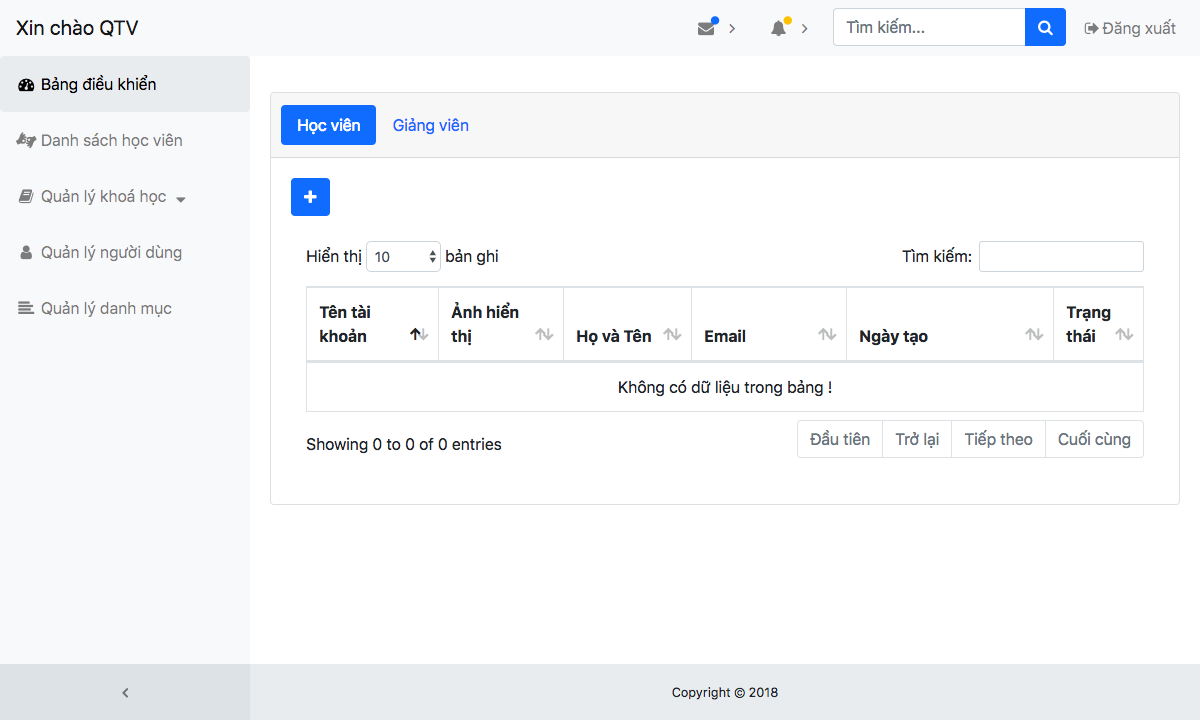 Xin chào QTV
Tìm kiếm...
Đăng xuất
Bảng điều khiển
Danh sách học viên
Quản lý khoá học
Quản lý người dùng
Quản lý danh mục
Học viên
Giảng viên
Hiển thị 10 bản ghi
Tìm kiếm:
Tên tài
khoản
Ảnh hiển
thị
Họ và Tên
Email
Ngày tạo
Trạng
thái
Không có dữ liệu trong bảng !
Showing 0 to 0 of 0 entries
Đầu tiên
Trở lại
Tiếp theo
Cuối cùng
Copyright © 2018